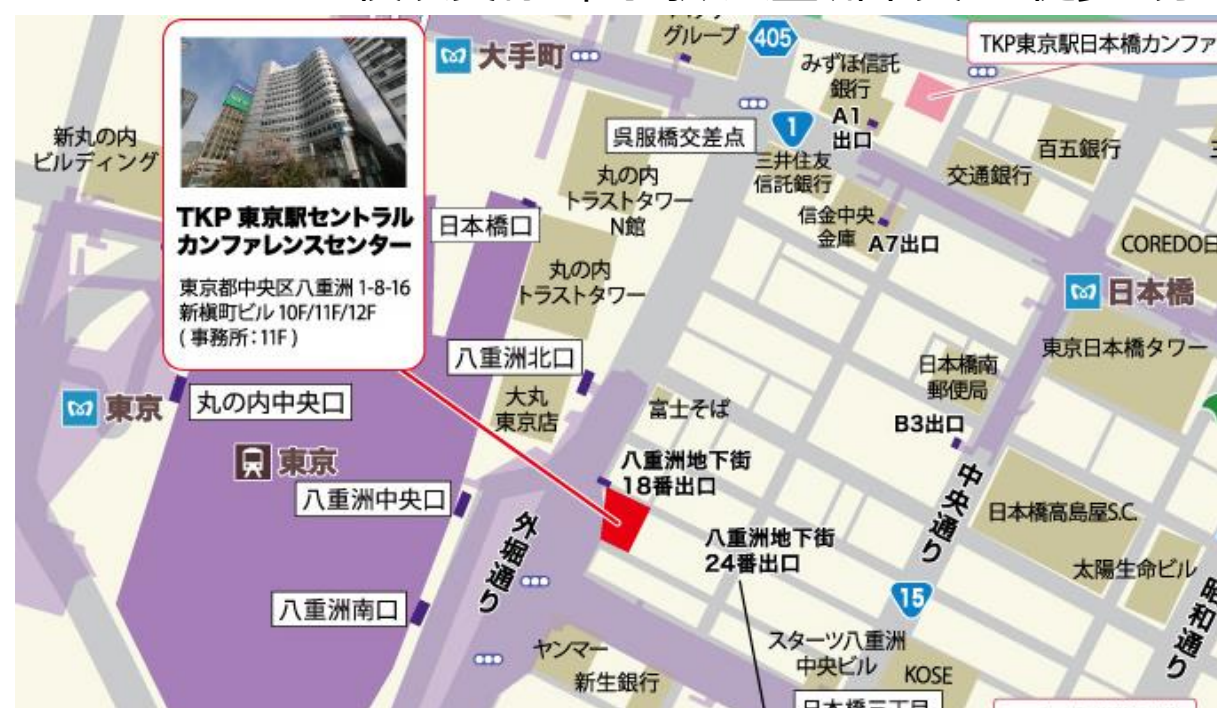 グループ
405
大手町
みずほ信託
銀行
A1
出口
TKP東京駅日本橋カンファ
新丸の内
ビルディング
呉服橋交差点
1
三井住友
信託銀行
百五銀行
交通銀行
丸の内
トラストタワー
N館
信金中央
金庫
A7出口
COREDO日
TKP 東京駅セントラル
カンファレンスセンター
東京都中央区八重洲 1-8-16
新槇町ビル 10F/11F/12F
( 事務所：11F )
日本橋口
丸の内
トラストタワー
日本橋
東京日本橋タワー
八重洲北口
日本橋南
郵便局
大丸
東京店
富士そば
B3出口
東京
丸の内中央口
東京
八重洲中央口
八重洲地下街
18番出口
中央通り
日本橋高島屋S.C.
外堀通り
八重洲地下街
24番出口
太陽生命ビル
15
昭和通り
八重洲南口
ヤンマー
新生銀行
スターツ八重洲
中央ビル
KOSE
日本橋三丁目